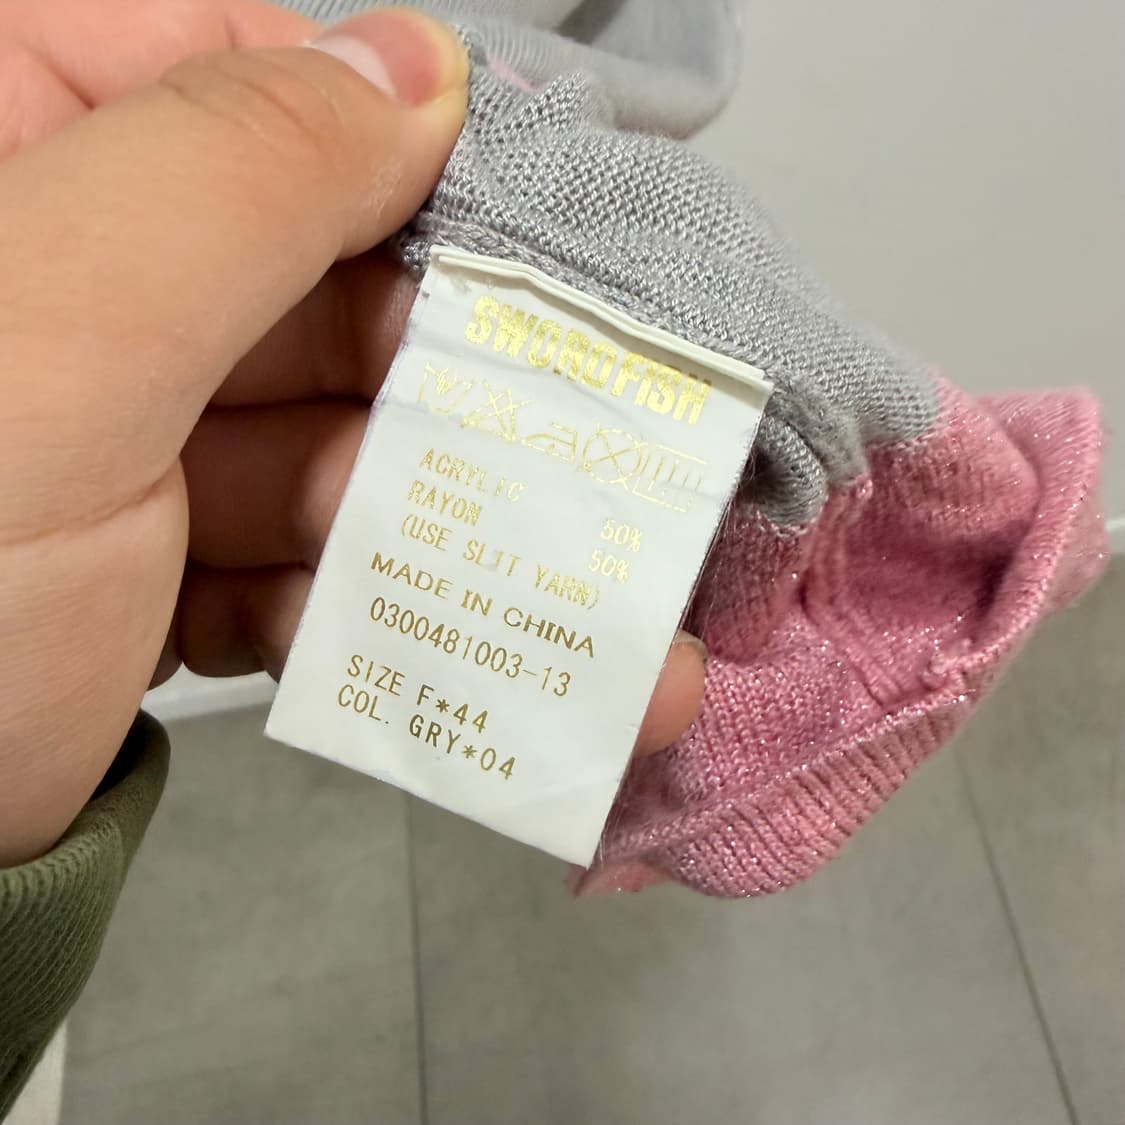 SWORDFISH
ACRYLIC 50%
RAYON 50%
(USE SLIT YARN)
MADE IN CHINA
0300481003-13
SIZE F*44
COL. GRY*04